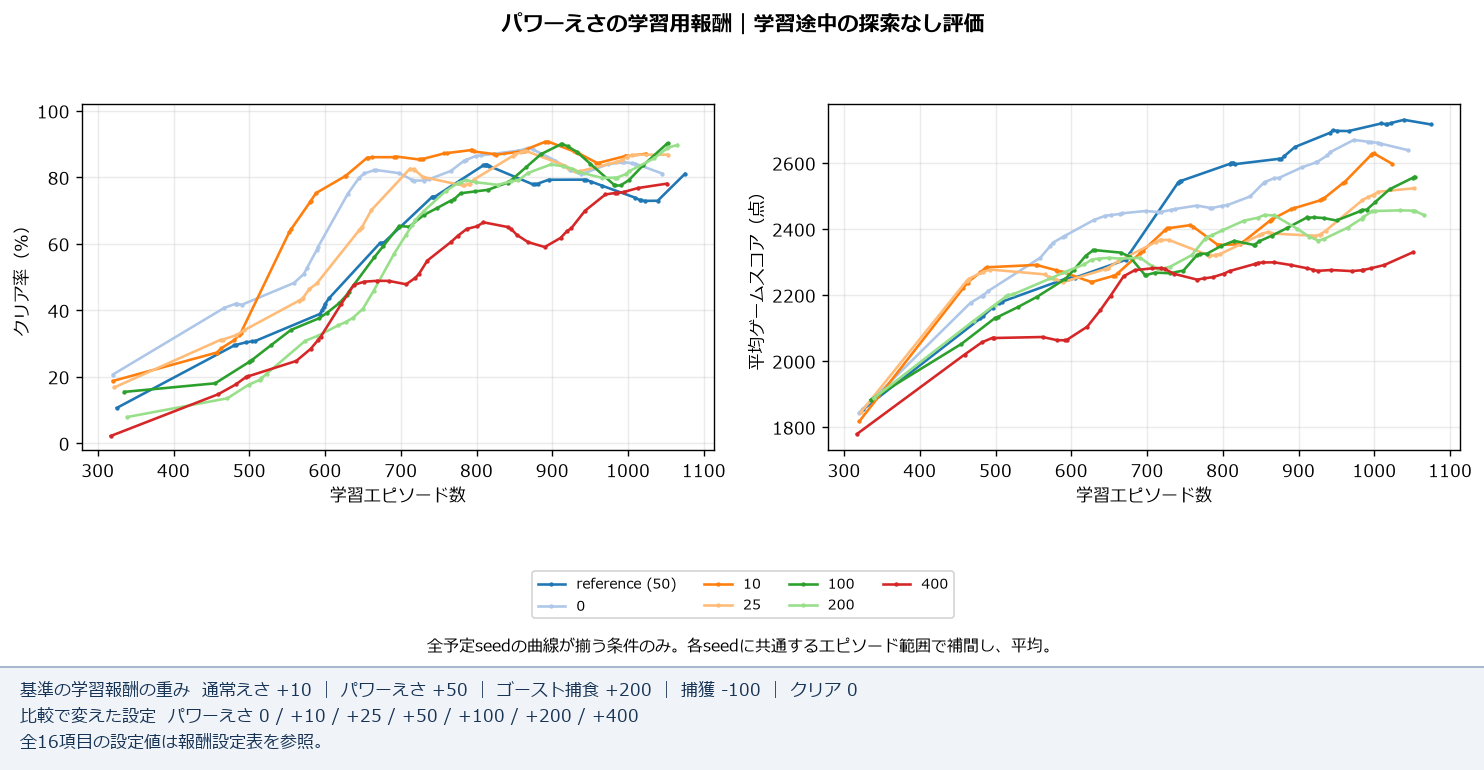 パワーえさの学習用報酬｜学習途中の探索なし評価
クリア率 (%)
100
80
60
40
20
0
300 400 500 600 700 800 900 1000 1100
学習エピソード数
平均ゲームスコア (点)
2600
2400
2200
2000
1800
300 400 500 600 700 800 900 1000 1100
学習エピソード数
reference (50) 10 100 400
0 25 200
全予定seedの曲線が揃う条件のみ。各seedに共通するエピソード範囲で補間し、平均。
基準の学習報酬の重み 通常えさ +10 ｜ パワーえさ +50 ｜ ゴースト捕食 +200 ｜ 捕獲 -100 ｜ クリア 0
比較で変えた設定 パワーえさ 0 / +10 / +25 / +50 / +100 / +200 / +400
全16項目の設定値は報酬設定表を参照。